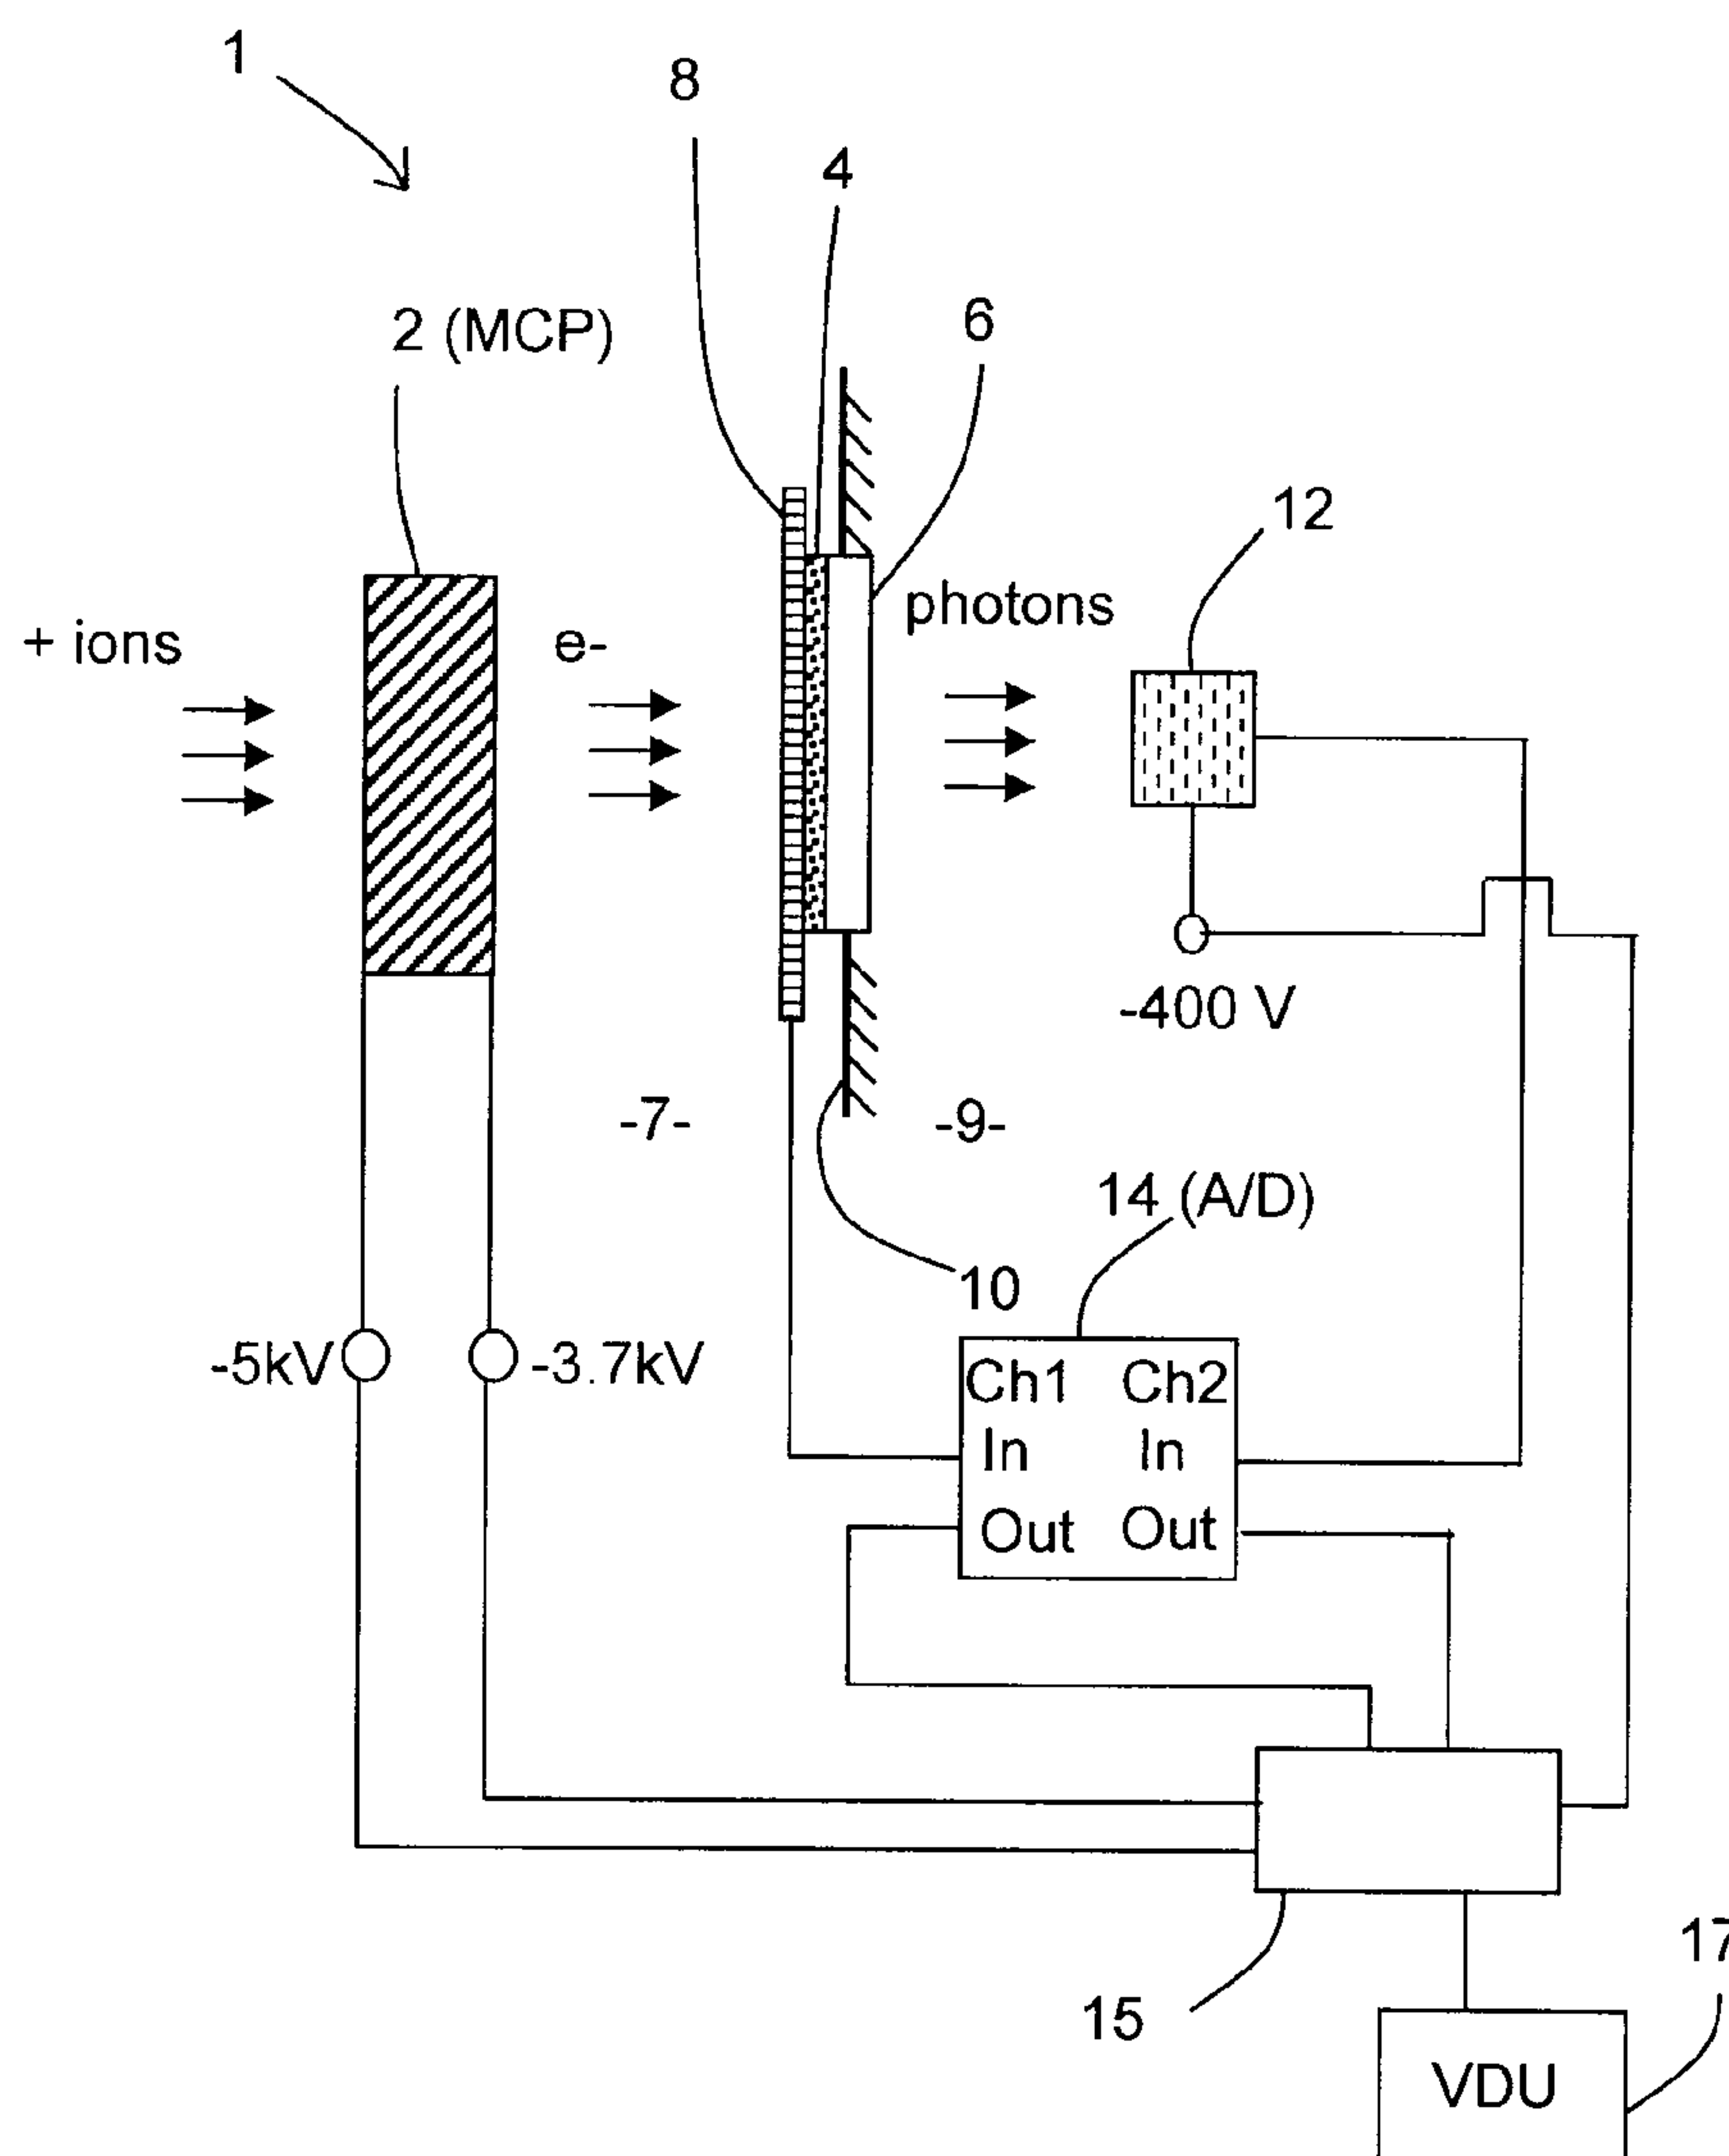 1
8
4
2 (MCP)
6
12
+ ions
e-
photons
-400 V
-7-
-9-
14 (A/D)
10
-5kV
-3.7kV
Ch1 Ch2
In In
Out Out
15
17
VDU